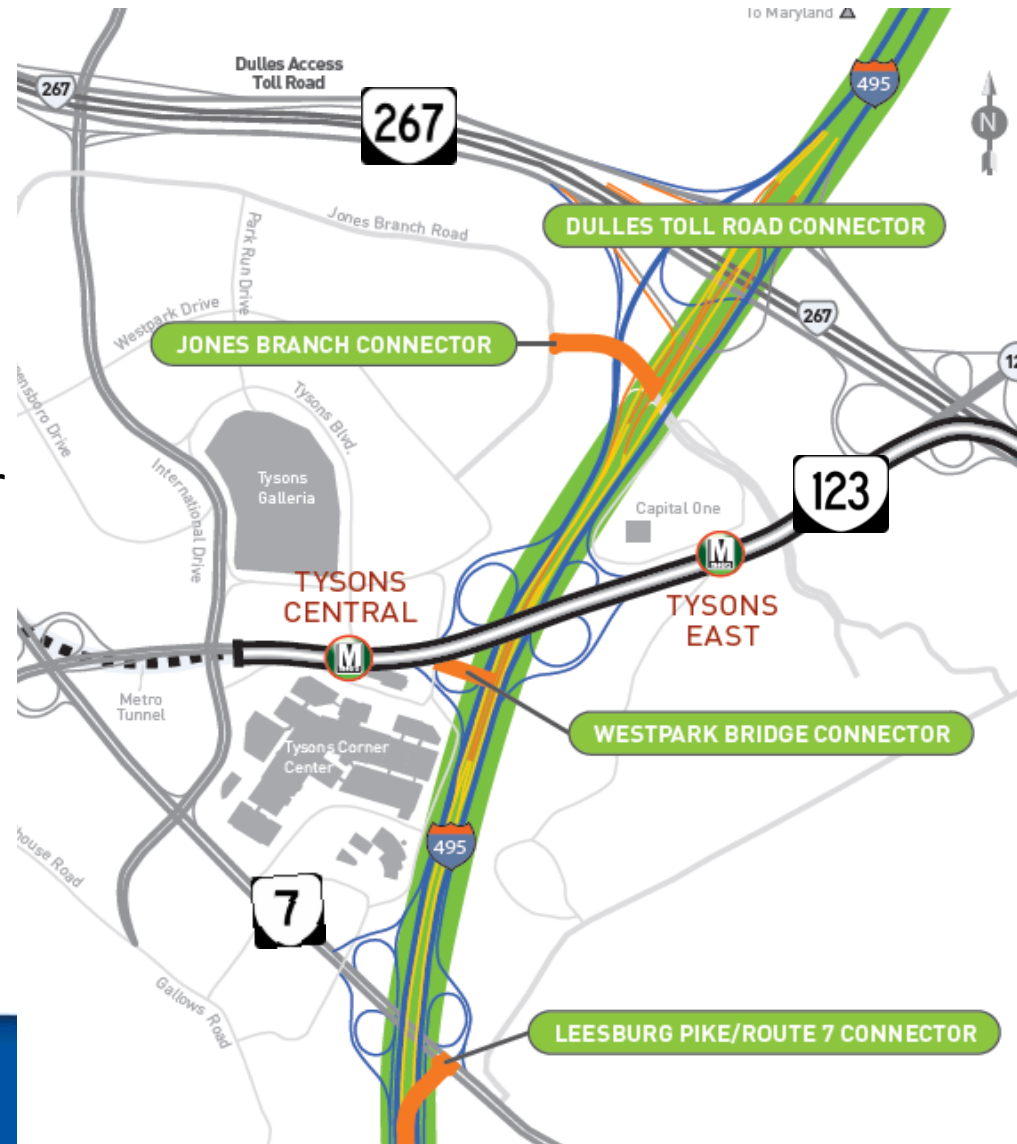 To Maryland
Dulles Access
Toll Road
267
267
495
N
DULLES TOLL ROAD CONNECTOR
Jones Branch Road
Park Run Drive
Westpark Drive
267
JONES BRANCH CONNECTOR
Tysons Blvd.
International Drive
Tysons
Galleria
123
Capital One
M
TYSONS
EAST
TYSONS
CENTRAL
M
Metro
Tunnel
WESTPARK BRIDGE CONNECTOR
Tysons Corner
Center
495
7
Gallows Road
LEESBURG PIKE/ROUTE 7 CONNECTOR